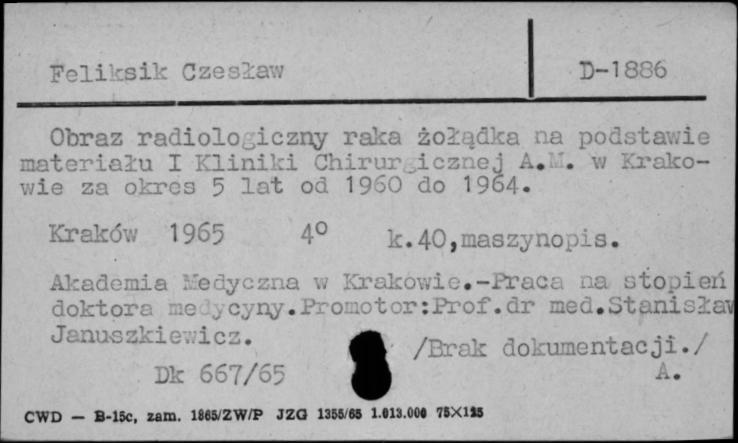 Feliksik Czesław D-1886
Obraz radiologiczny raka żołądka na podstawie
materiału I Kliniki Chirurgicznej A.M. w Krako-
wie za okres 5 lat od 1960 do 1964.
Kraków 1965 4° k.40,maszynopis.
Akademia Medyczna w Krakowie.-Praca na stopień
doktora medycyny.Promotor:Prof.dr med.Stanisław
Januszkiewicz.
/Brak dokumentacji./
Dk 667/65 A.
CWD — B-15c, zam. 1865/ZW/P JZG 1355/65 1.013.000 75X125